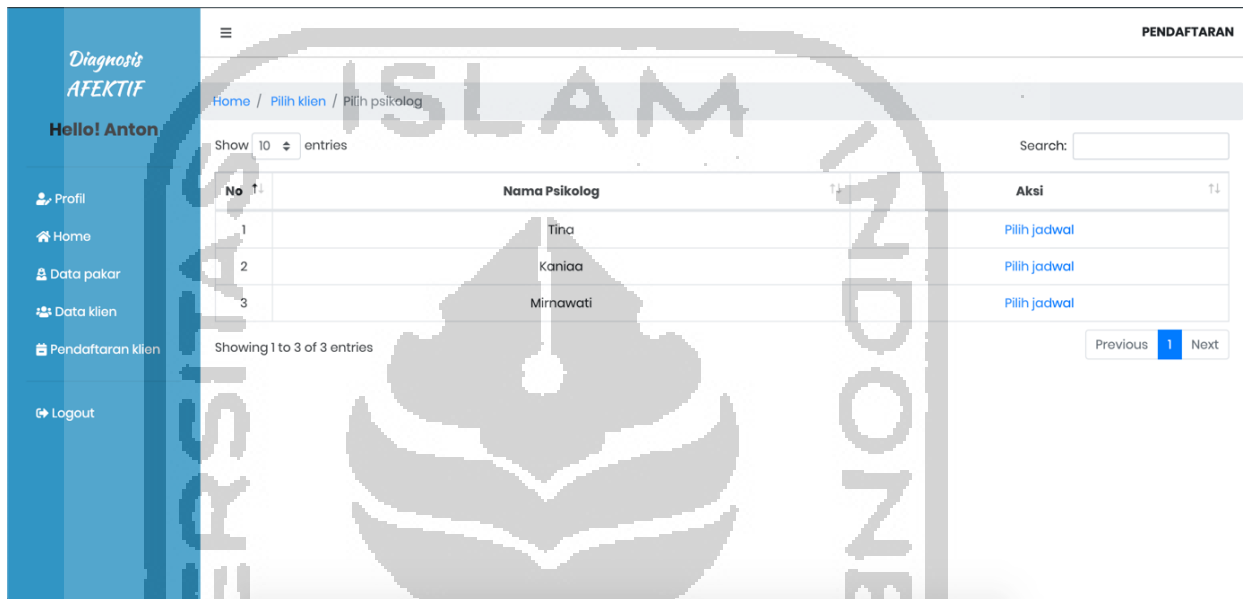 Diagnosis
AFEKTIF
Hello! Anton
Profil
Home
Data pakar
Data klien
Pendaftaran klien
Logout
PENDAFTARAN
Home / Pilih klien / Pilih psikolog
Show 10 entries
Search:
No Nama Psikolog Aksi
1 Tina Pilih jadwal
2 Kaniaa Pilih jadwal
3 Mirnawati Pilih jadwal
Showing 1 to 3 of 3 entries
Previous 1 Next
ERSITAS
ISLAM
INDONE